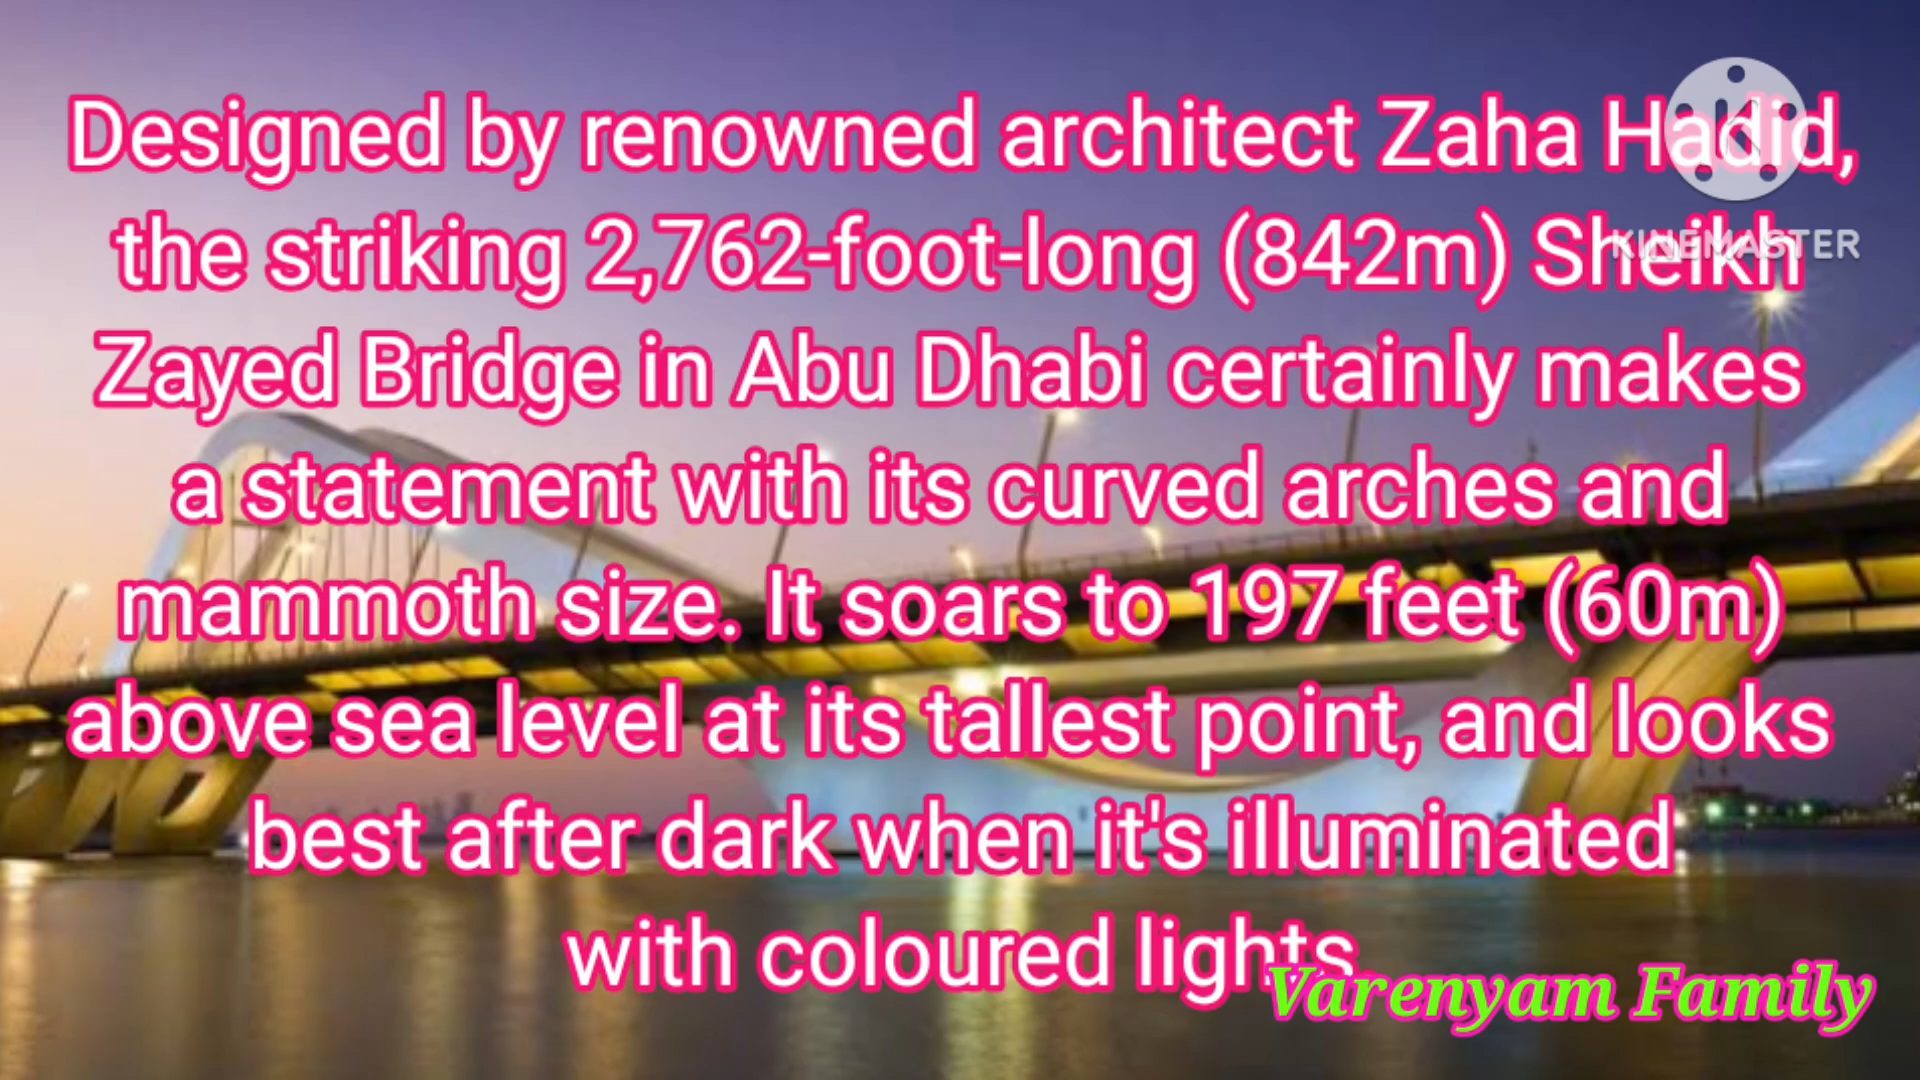 Designed by renowned architect Zaha Hadid,
the striking 2,762-foot-long (842m) Sheikh
KINEMASTER
Zayed Bridge in Abu Dhabi certainly makes
a statement with its curved arches and
mammoth size. It soars to 197 feet (60m)
above sea level at its tallest point, and looks
best after dark when it's illuminated
with coloured lights.
Varenyam Family